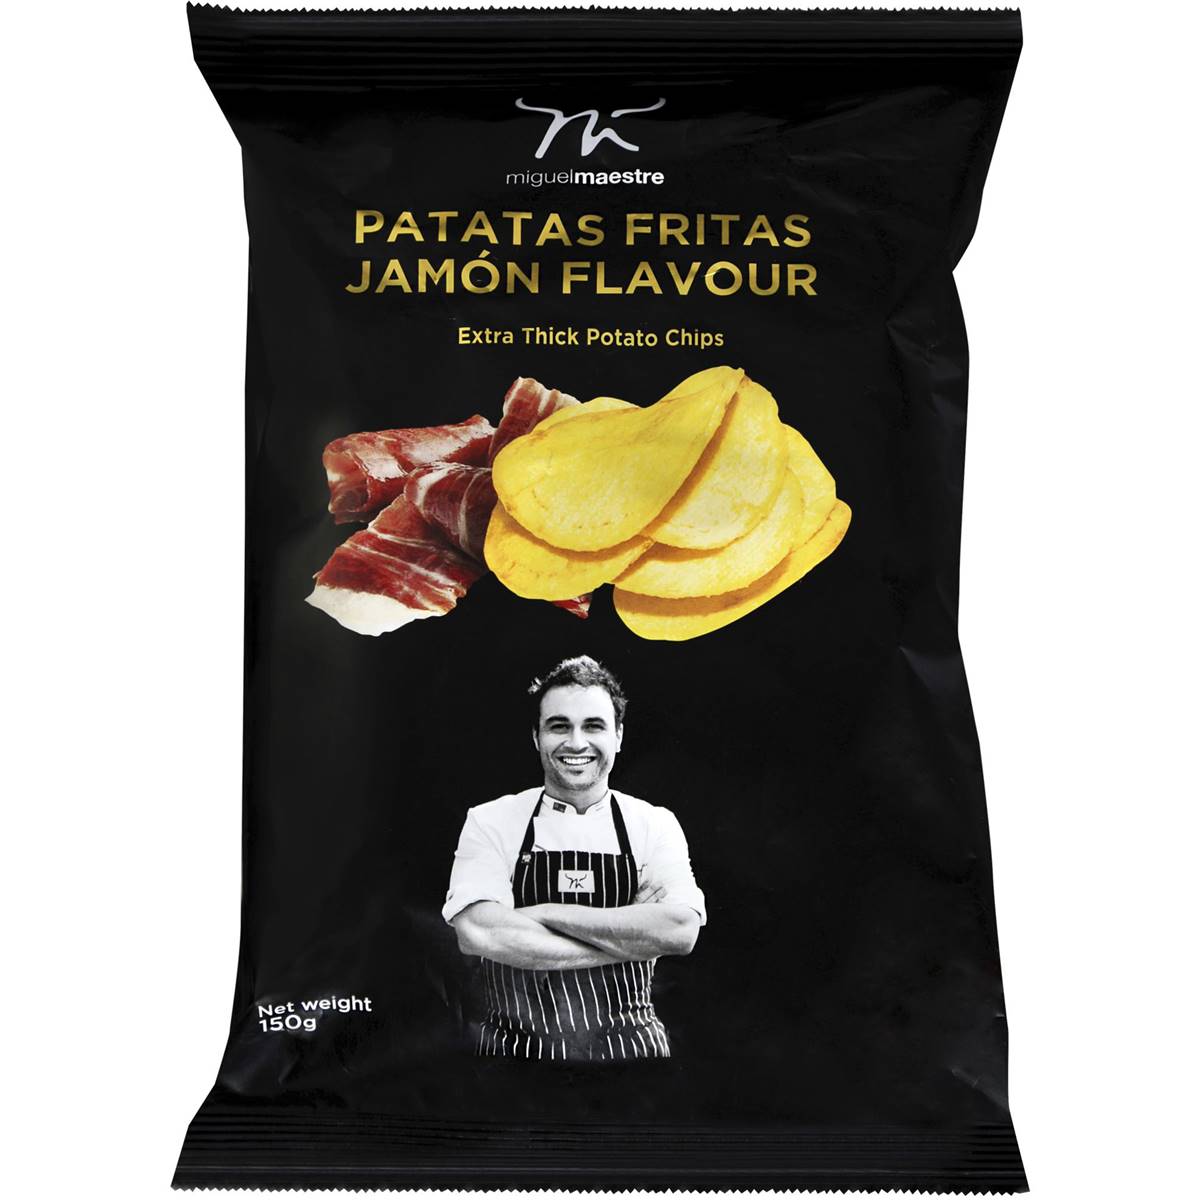 miguelmaestre
PATATAS FRITAS
JAMÓN FLAVOUR
Extra Thick Potato Chips
Net weight
150g